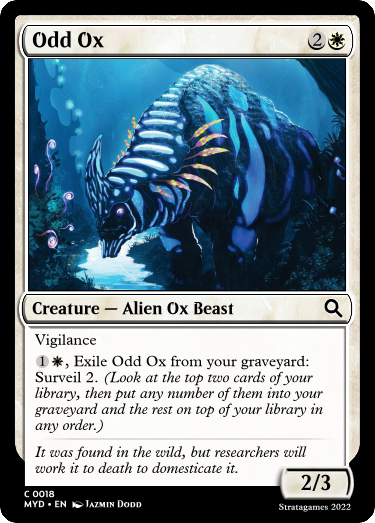 Odd Ox 2
Creature — Alien Ox Beast
Vigilance
1, Exile Odd Ox from your graveyard:
Surveil 2. (Look at the top two cards of your
library, then put any number of them into your
graveyard and the rest on top of your library in
any order.)
It was found in the wild, but researchers will
work it to death to domesticate it.
2/3
C 0018
MYD • EN Jazmin Dodd
Stratagames 2022